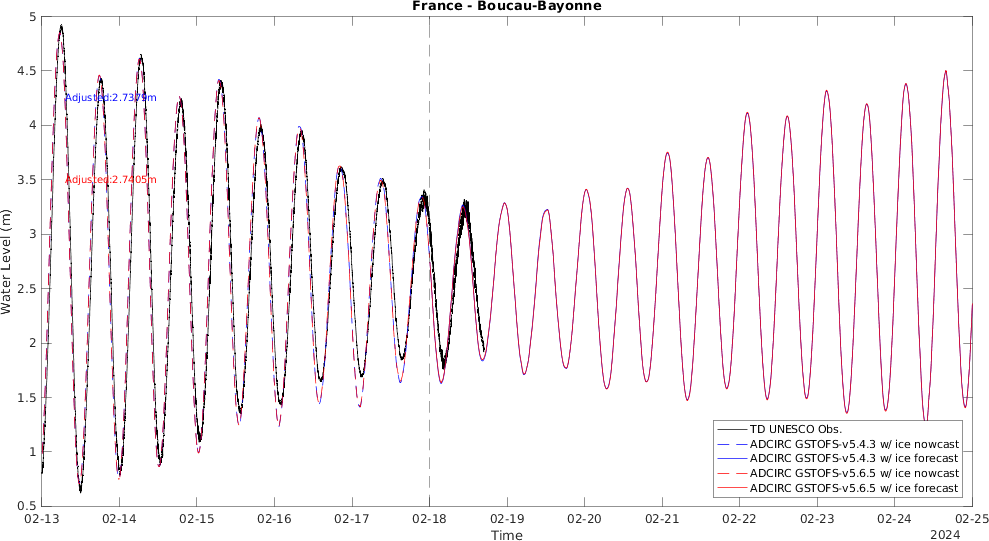 France - Boucau-Bayonne
Water Level (m)
5
4.5
4
3.5
3
2.5
2
1.5
1
0.5
Adjusted:2.7379m
Adjusted:2.7405m
TD UNESCO Obs.
ADCIRC GSTOFS-v5.4.3 w/ ice nowcast
ADCIRC GSTOFS-v5.4.3 w/ ice forecast
ADCIRC GSTOFS-v5.6.5 w/ ice nowcast
ADCIRC GSTOFS-v5.6.5 w/ ice forecast
02-13 02-14 02-15 02-16 02-17 02-18 02-19 02-20 02-21 02-22 02-23 02-24 02-25
Time
2024